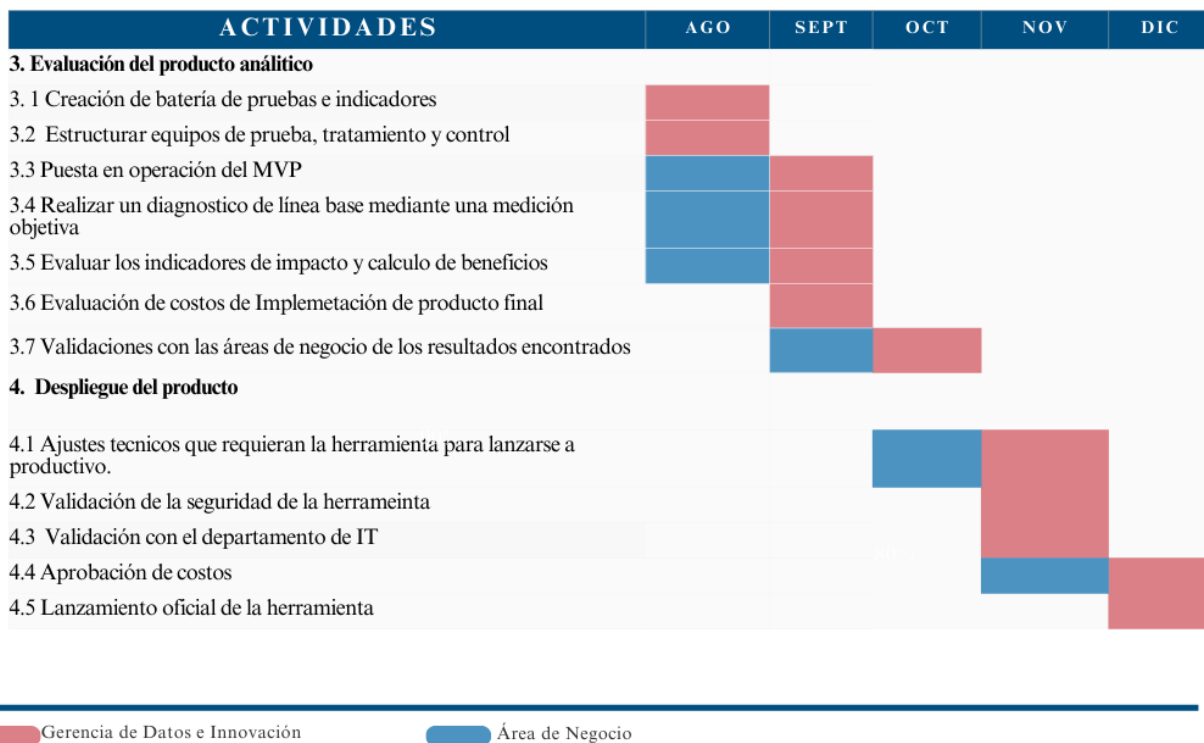 ACTIVIDADES AGO SEPT OCT NOV DIC
3. Evaluación del producto análitico
3. 1 Creación de batería de pruebas e indicadores
3.2 Estructurar equipos de prueba, tratamiento y control
3.3 Puesta en operación del MVP
3.4 Realizar un diagnostico de línea base mediante una medición
objetiva
3.5 Evaluar los indicadores de impacto y calculo de beneficios
3.6 Evaluación de costos de Implemetación de producto final
3.7 Validaciones con las áreas de negocio de los resultados encontrados
4. Despliegue del producto
4.1 Ajustes tecnicos que requieran la herramienta para lanzarse a
productivo.
4.2 Validación de la seguridad de la herrameinta
4.3 Validación con el departamento de IT
4.4 Aprobación de costos
4.5 Lanzamiento oficial de la herramienta
Gerencia de Datos e Innovación Área de Negocio